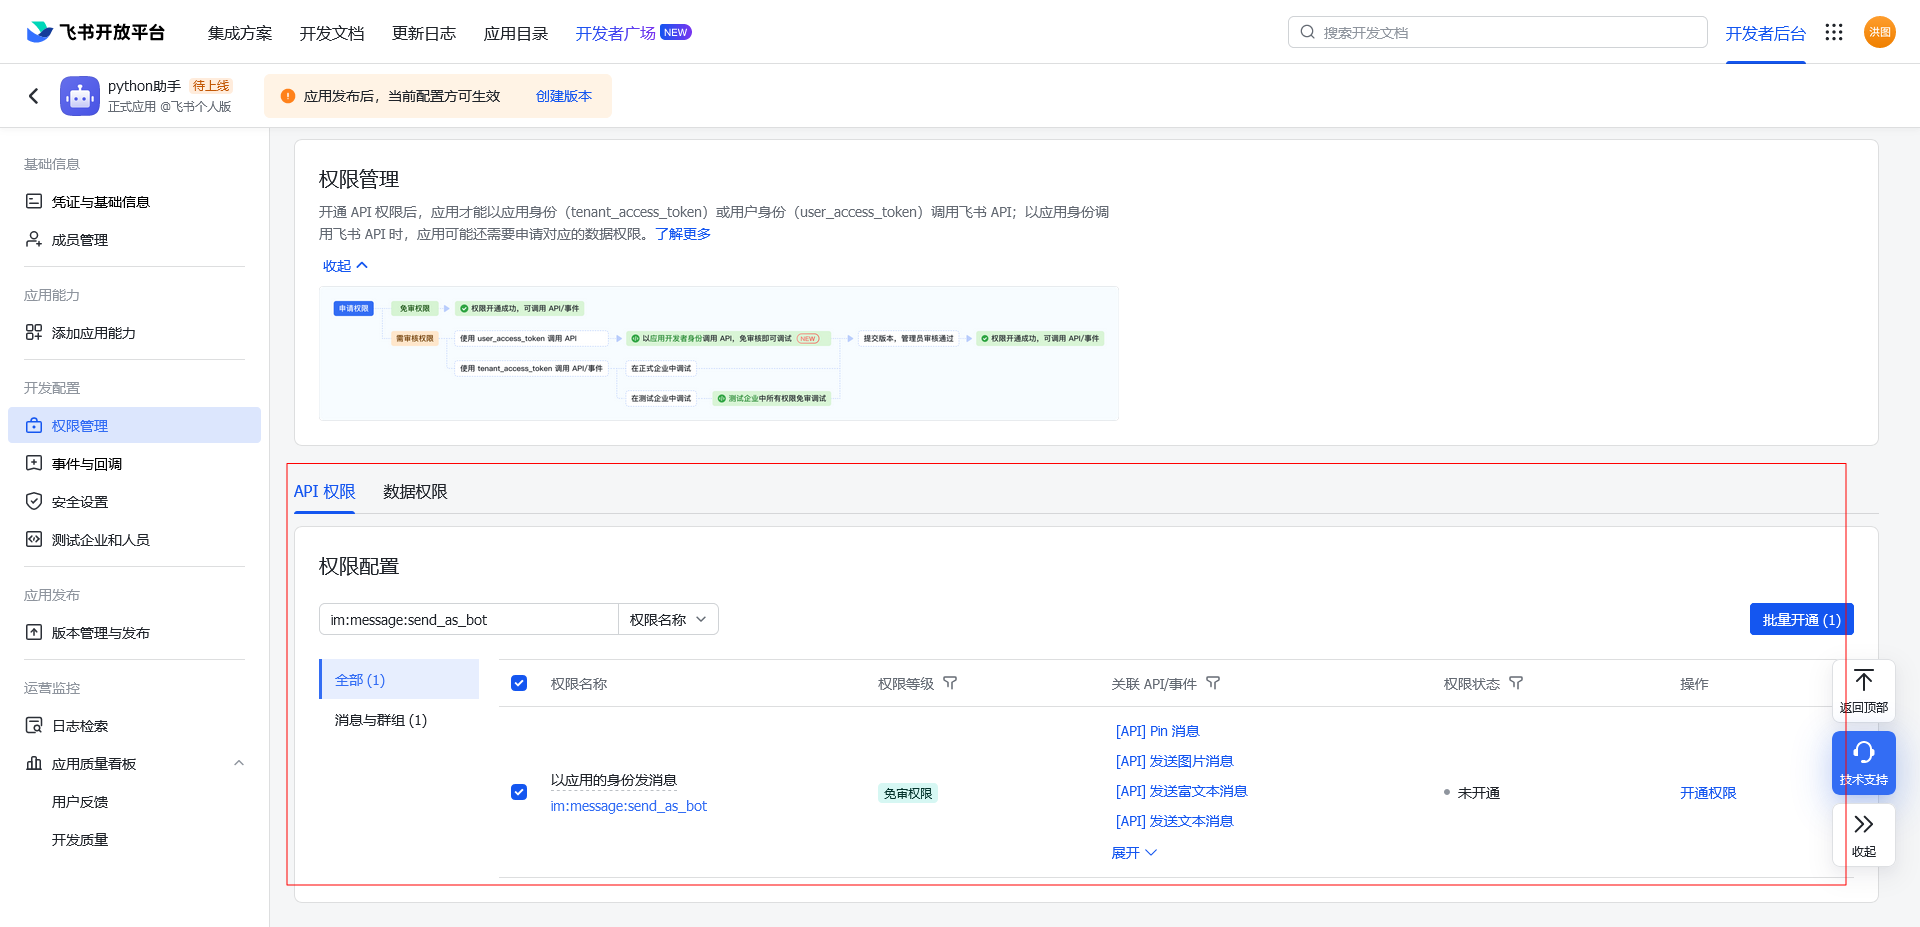 飞书开放平台
集成方案
开发文档
更新日志
应用目录
开发者广场 NEW
搜索开发文档
开发者后台
洪图
python助手 待上线
正式应用 @飞书个人版
应用发布后，当前配置方可生效 创建版本
基础信息
凭证与基础信息
成员管理
应用能力
添加应用能力
开发配置
权限管理
事件与回调
安全设置
测试企业和人员
应用发布
版本管理与发布
运营监控
日志检索
应用质量看板
用户反馈
开发质量
权限管理
开通 API 权限后，应用才能以应用身份（tenant_access_token）或用户身份（user_access_token）调用飞书 API；以应用身份调
用飞书 API 时，应用可能还需要申请对应的数据权限。了解更多
收起
申请权限 免审权限 权限开通成功，可调用 API/事件
需审核权限 使用 user_access_token 调用 API 以应用开发者身份调用 API，免审核即可调试 NEW 提交版本，管理员审核通过 权限开通成功，可调用 API/事件
使用 tenant_access_token 调用 API/事件 在正式企业中调试
在测试企业中调试 测试企业中所有权限免审调试
API 权限 数据权限
权限配置
im:message:send_as_bot 权限名称 批量开通 (1)
全部 (1)
消息与群组 (1)
权限名称 权限等级 关联 API/事件 权限状态 操作
以应用的身份发消息
im:message:send_as_bot
免审权限
[API] Pin 消息
[API] 发送图片消息
[API] 发送富文本消息
[API] 发送文本消息
展开
未开通
开通权限
返回顶部
技术支持
收起